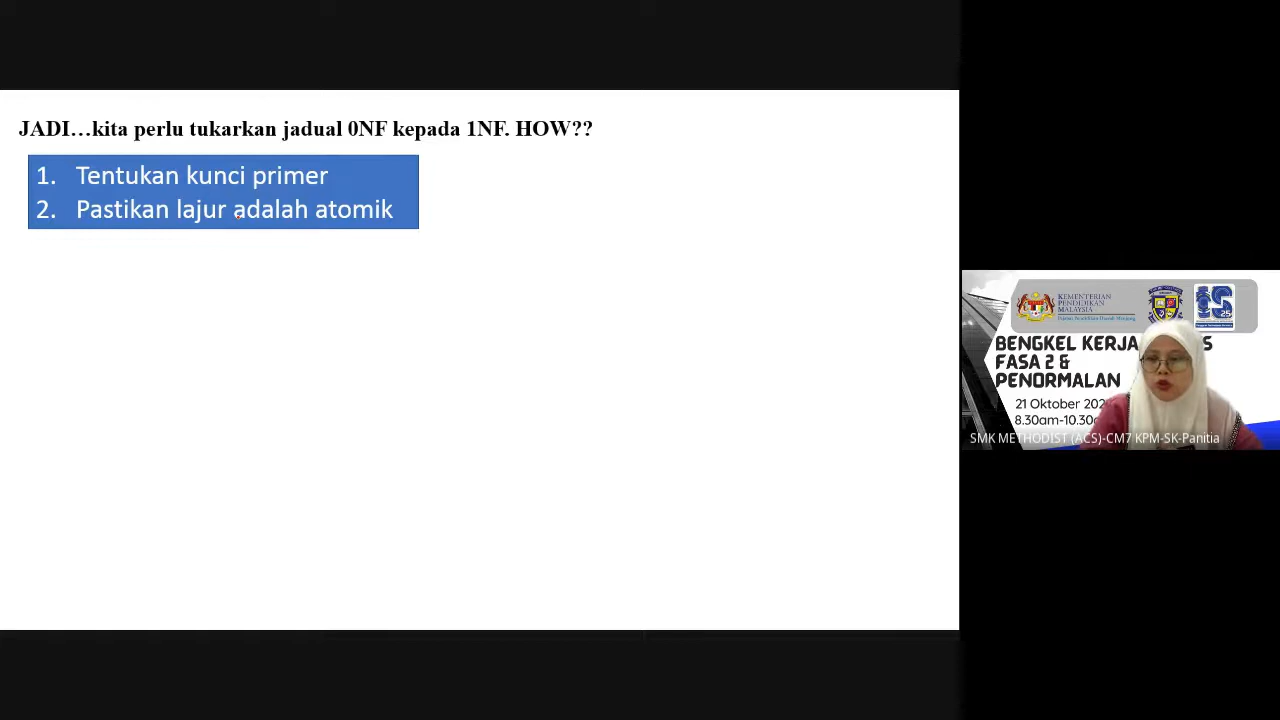 JADI...kita perlu tukarkan jadual 0NF kepada 1NF. HOW??
1. Tentukan kunci primer
2. Pastikan lajur adalah atomik
KEMENTERIAN
PENDIDIKAN
MALAYSIA
25
BENGKEL KERJA
FASA 2 &
PENORMALAN
21 Oktober
8.30am-10.30
SMK METHODIST (ACS)-CM7 KPM-SK-Panitia